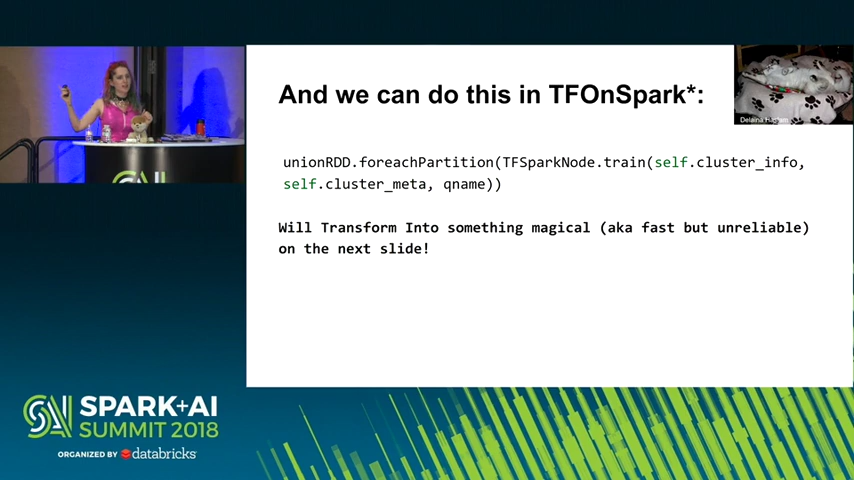 And we can do this in TFOnSpark*:
unionRDD.foreachPartition(TFSparkNode.train(self.cluster_info,
self.cluster_meta, qname))
Will Transform Into something magical (aka fast but unreliable)
on the next slide!
SPARK+AI
SUMMIT 2018
ORGANIZED BY databricks
Delaina